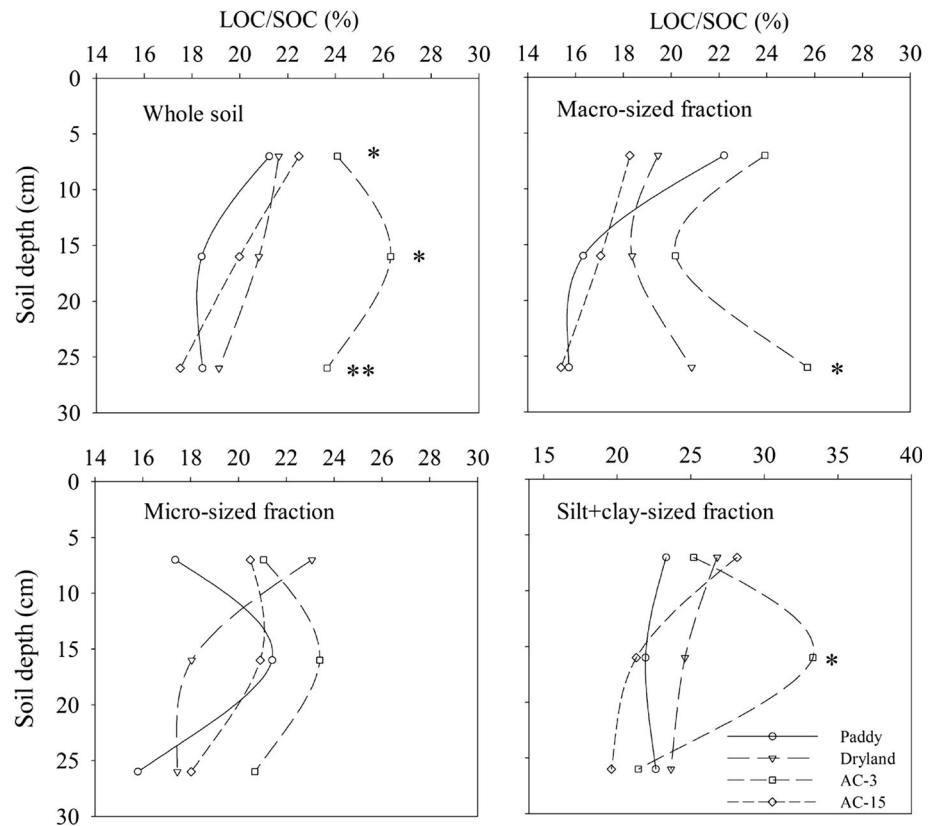 LOC/SOC (%) LOC/SOC (%)
14 16 18 20 22 24 26 28 30 14 16 18 20 22 24 26 28 30
0
Whole soil Macro-sized fraction
5
*
10
15
*
20
25
** *
30
Soil depth (cm)
14 16 18 20 22 24 26 28 30 15 20 25 30 35 40
0
Micro-sized fraction Silt+clay-sized fraction
5
10
15
*
20
25
30
Soil depth (cm)
Paddy
Dryland
AC-3
AC-15